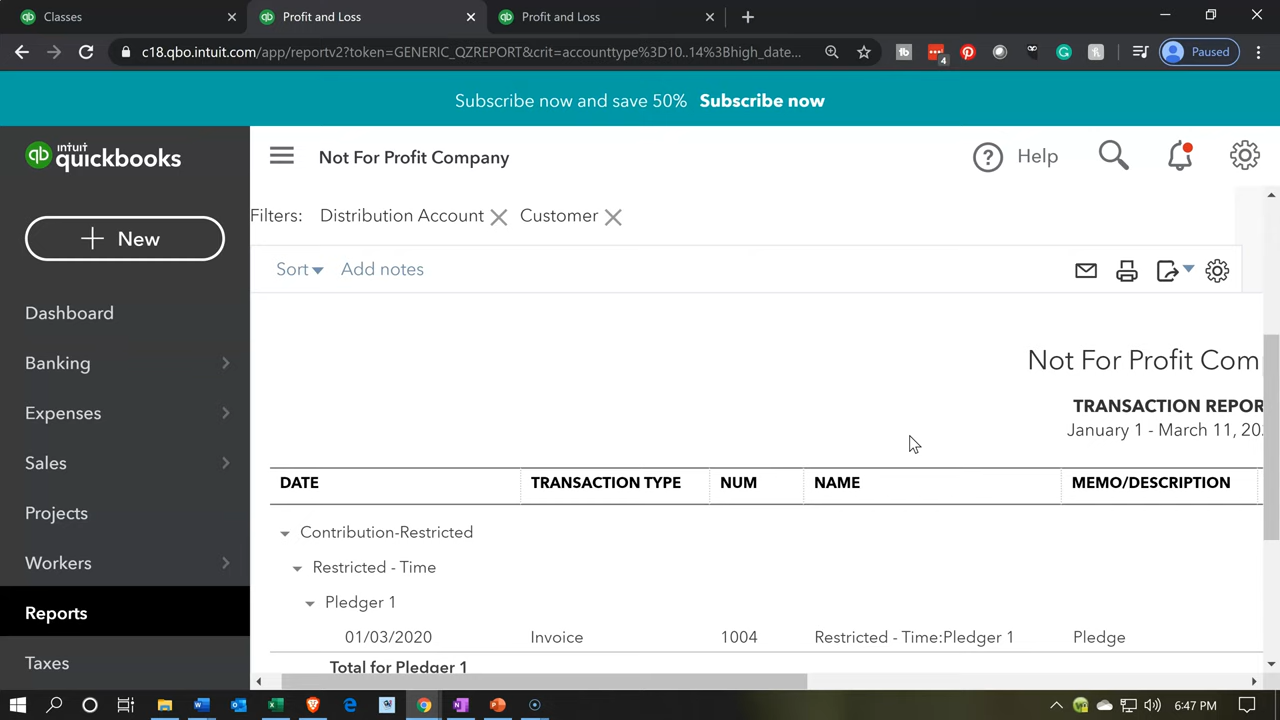 Classes
Profit and Loss
Profit and Loss
c18.qbo.intuit.com/app/reportv2?token=GENERIC_QZREPORT&crit=accounttype%3D10..14%3Bhigh_date...
4
Paused
Subscribe now and save 50% Subscribe now
qb
intuit
quickbooks
Not For Profit Company
Help
Filters: Distribution Account Customer
New
Sort Add notes
Dashboard
Banking
Expenses
Sales
Projects
Workers
Reports
Taxes
Not For Profit Com
TRANSACTION REPOR
January 1 - March 11, 20
DATE TRANSACTION TYPE NUM NAME MEMO/DESCRIPTION
Contribution-Restricted
Restricted - Time
Pledger 1
01/03/2020 Invoice 1004 Restricted - Time:Pledger 1 Pledge
Total for Pledger 1
6:47 PM